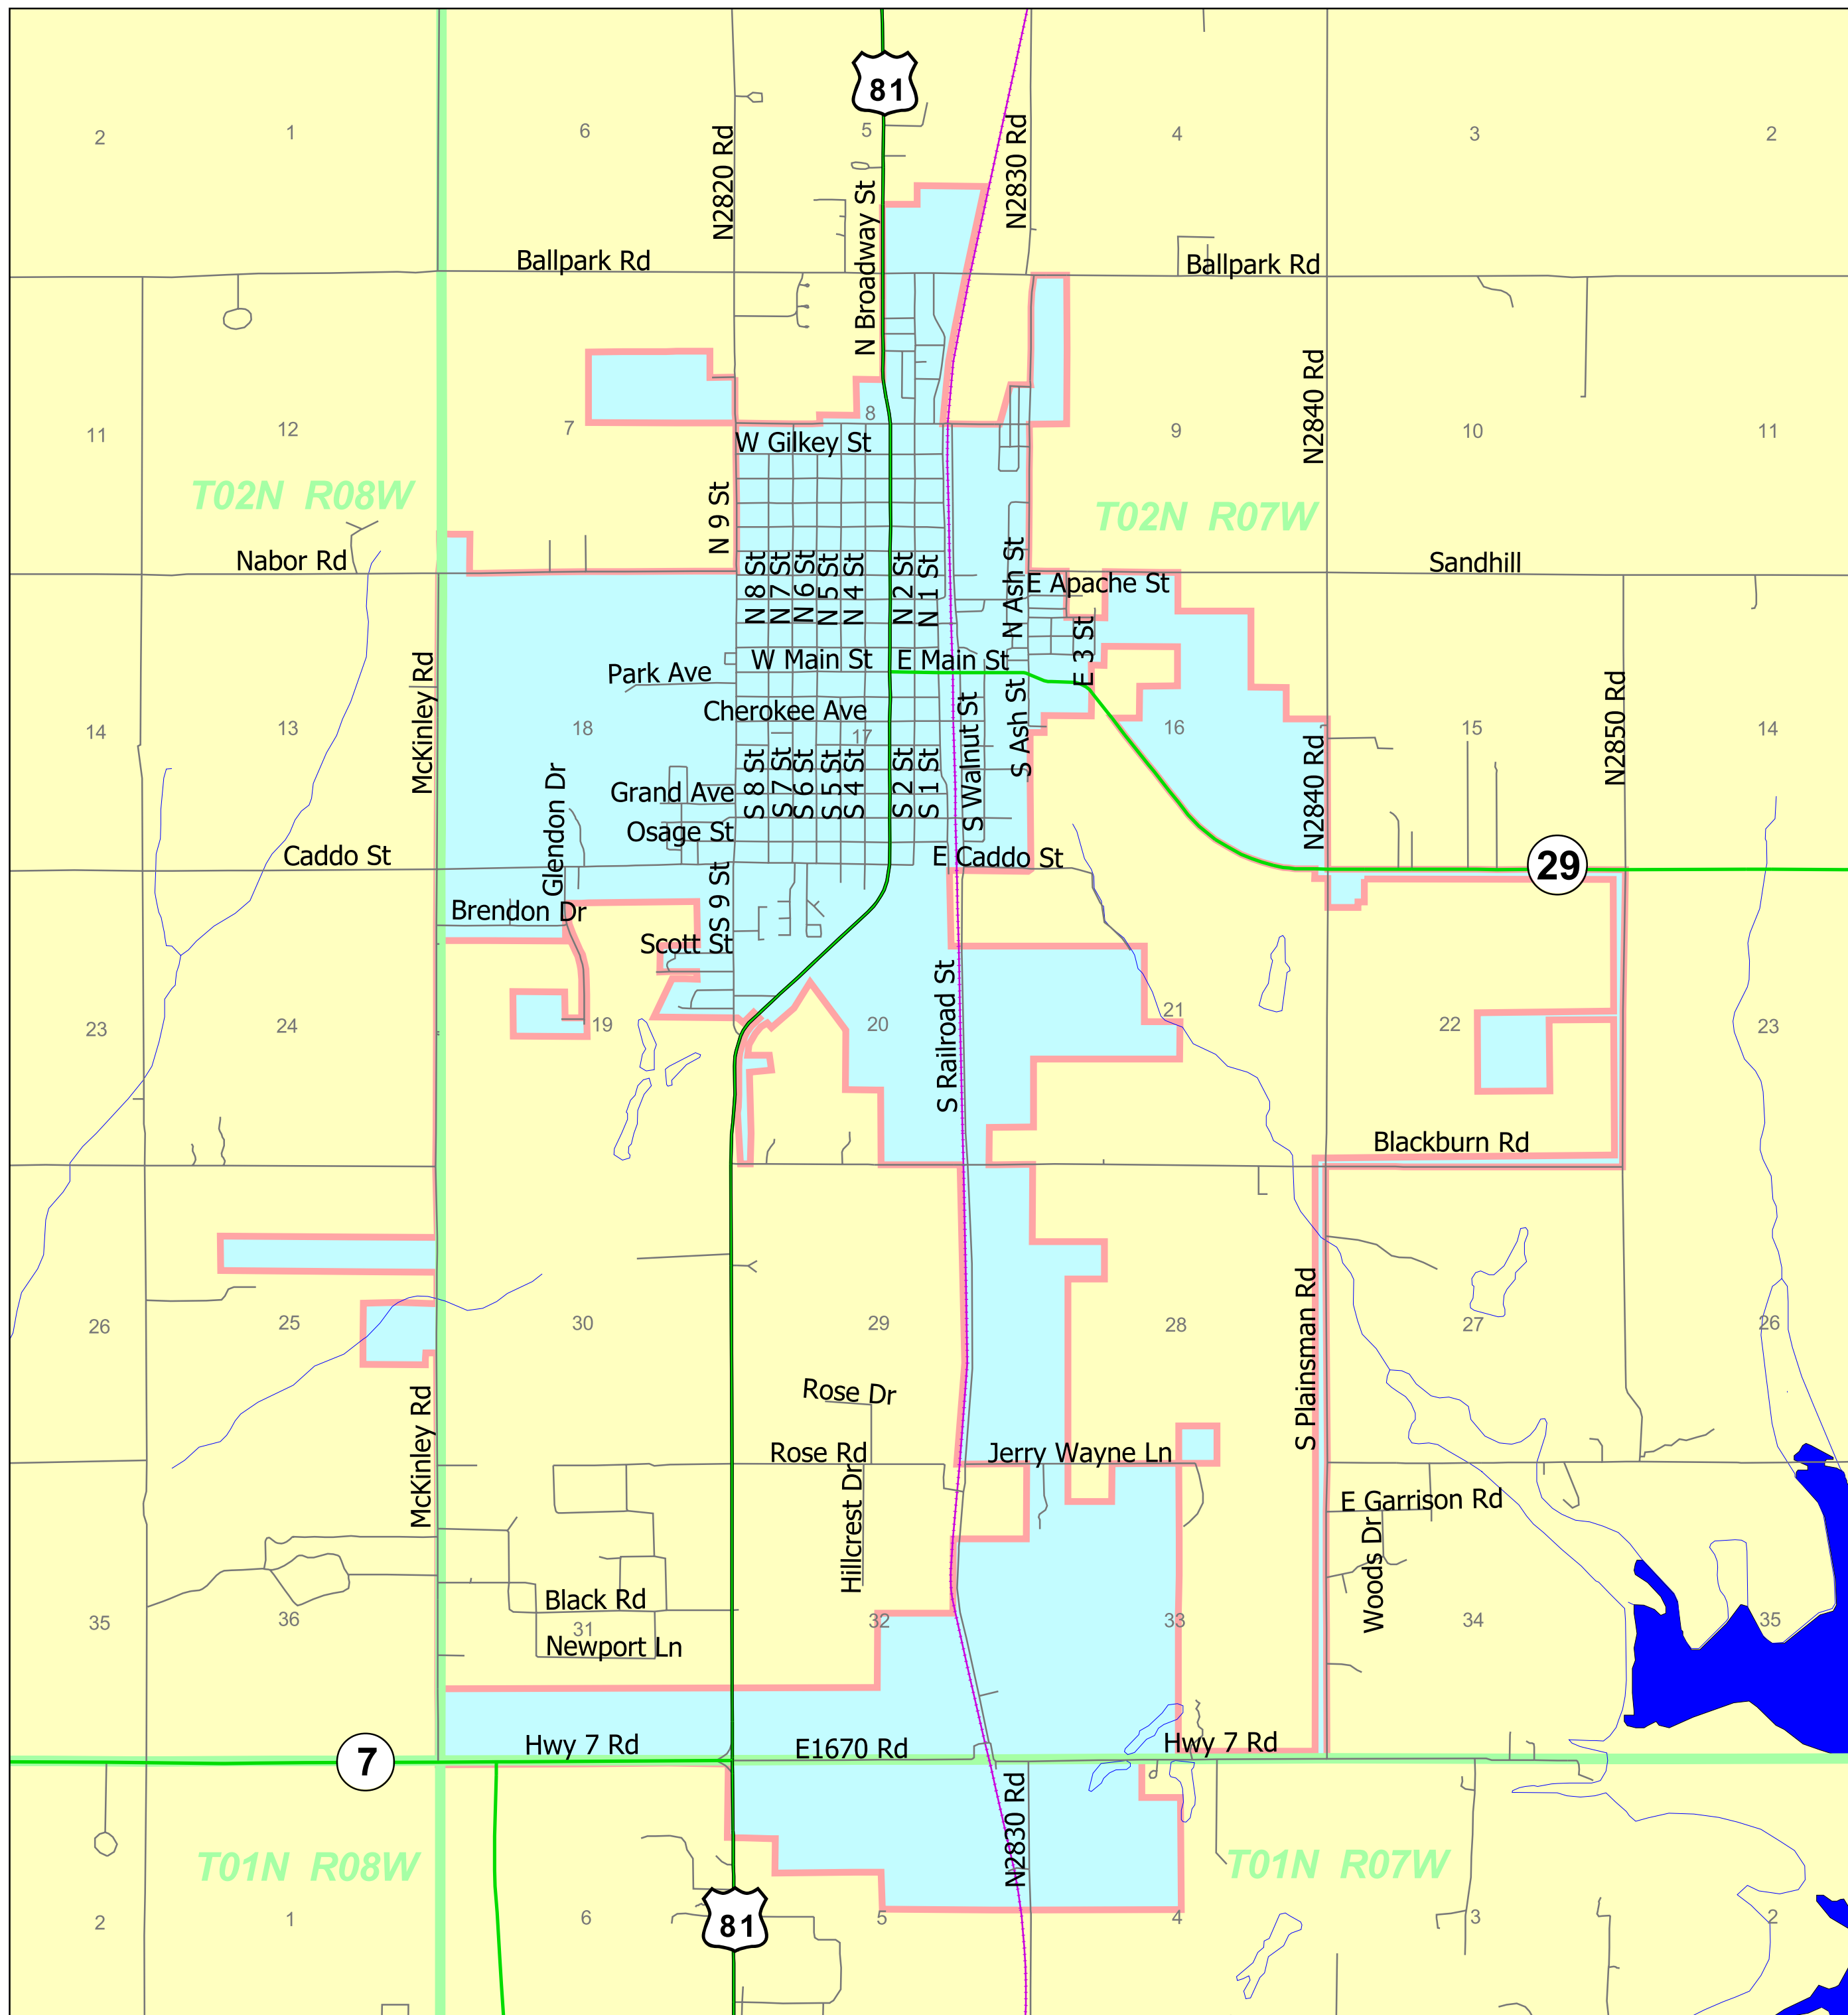 81
2
1
6
5
4
3
2
N2820 Rd
N Broadway St
N2830 Rd
Ballpark Rd
Ballpark Rd
11
12
7
8
9
10
11
W Gilkey St
N2840 Rd
T02N R08W
T02N R07W
N 9 St
Nabor Rd
Sandhill
N 8 St
N 7 St
N 6 St
N 5 St
N 4 St
N 2 St
N 1 St
N Ash St
E Apache St
E 3 St
McKinley Rd
Park Ave
W Main St
E Main St
Cherokee Ave
14
13
18
17
16
15
14
S Walnut St
S Ash St
N2840 Rd
N2850 Rd
Glendon Dr
Grand Ave
S 8 St
S 7 St
S 6 St
S 5 St
S 4 St
S 2 St
S 1 St
Osage St
Caddo St
E Caddo St
29
Brendon Dr
S 9 St
Scott St
23
24
19
20
21
22
23
S Railroad St
Blackburn Rd
26
25
30
29
28
27
26
S Plainsman Rd
McKinley Rd
Rose Dr
Rose Rd
Jerry Wayne Ln
Hillcrest Dr
E Garrison Rd
Woods Dr
Black Rd
35
36
31
32
33
34
35
Newport Ln
7
Hwy 7 Rd
E1670 Rd
Hwy 7 Rd
N2830 Rd
T01N R08W
T01N R07W
81
2
1
6
5
4
3
2